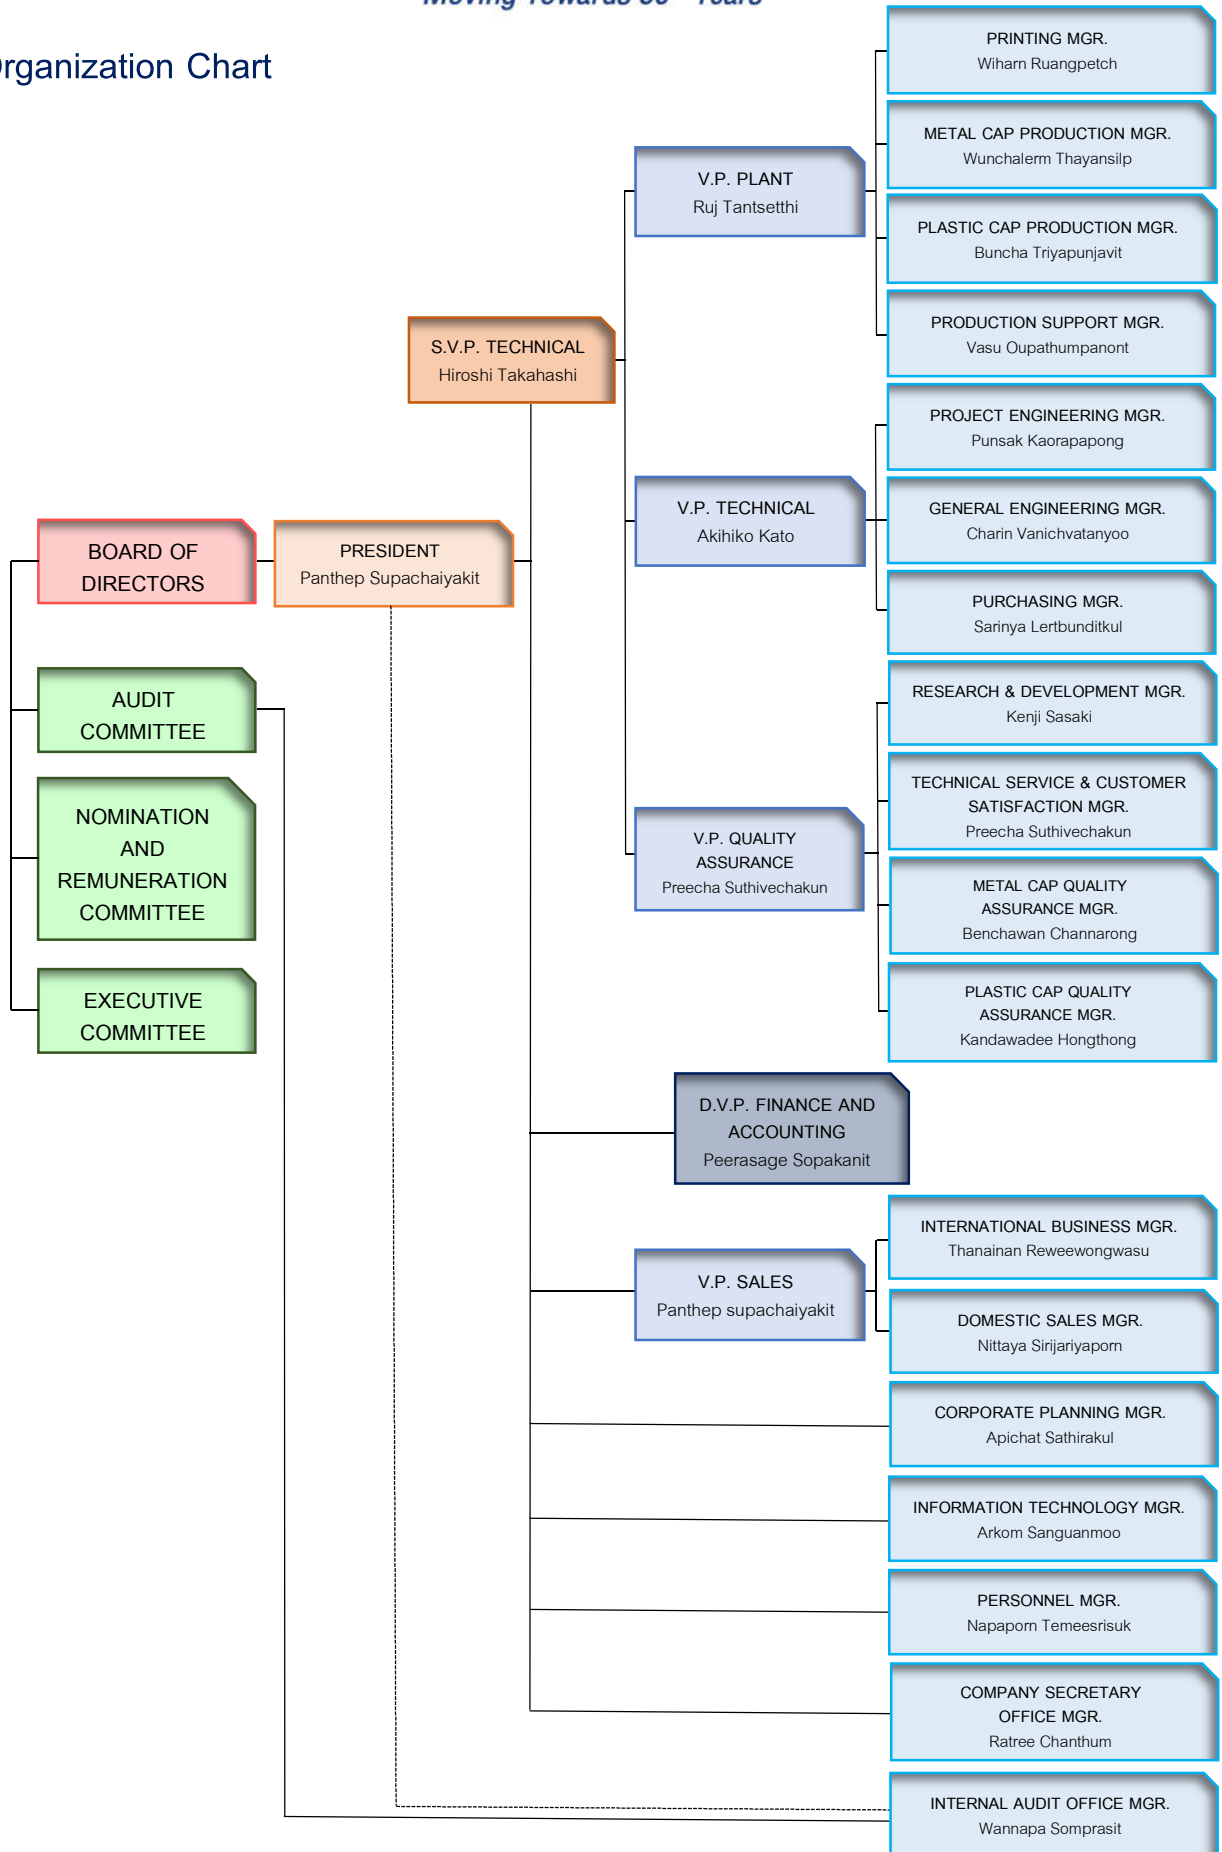 Moving Towards 50 Years
Organization Chart
PRINTING MGR.
Wiharn Ruangpetch
METAL CAP PRODUCTION MGR.
Wunchalerm Thayansilp
V.P. PLANT
Ruj Tantsetthi
PLASTIC CAP PRODUCTION MGR.
Buncha Triyapunjavit
PRODUCTION SUPPORT MGR.
Vasu Oupathumpanont
S.V.P. TECHNICAL
Hiroshi Takahashi
PROJECT ENGINEERING MGR.
Punsak Kaorapapong
V.P. TECHNICAL
Akihiko Kato
GENERAL ENGINEERING MGR.
Charin Vanichvatanyoo
BOARD OF
DIRECTORS
PRESIDENT
Panthep Supachaiyakit
PURCHASING MGR.
Sarinya Lertbunditkul
AUDIT
COMMITTEE
RESEARCH & DEVELOPMENT MGR.
Kenji Sasaki
TECHNICAL SERVICE & CUSTOMER
SATISFACTION MGR.
Preecha Suthivechakun
NOMINATION
AND
REMUNERATION
COMMITTEE
V.P. QUALITY
ASSURANCE
Preecha Suthivechakun
METAL CAP QUALITY
ASSURANCE MGR.
Benchawan Channarong
EXECUTIVE
COMMITTEE
PLASTIC CAP QUALITY
ASSURANCE MGR.
Kandawadee Hongthong
D.V.P. FINANCE AND
ACCOUNTING
Peerasage Sopakanit
INTERNATIONAL BUSINESS MGR.
Thanainan Reweewongwasu
V.P. SALES
Panthep supachaiyakit
DOMESTIC SALES MGR.
Nittaya Sirijariyaporn
CORPORATE PLANNING MGR.
Apichat Sathirakul
INFORMATION TECHNOLOGY MGR.
Arkom Sanguanmoo
PERSONNEL MGR.
Napaporn Temeesrisuk
COMPANY SECRETARY
OFFICE MGR.
Ratree Chanthum
INTERNAL AUDIT OFFICE MGR.
Wannapa Somprasit